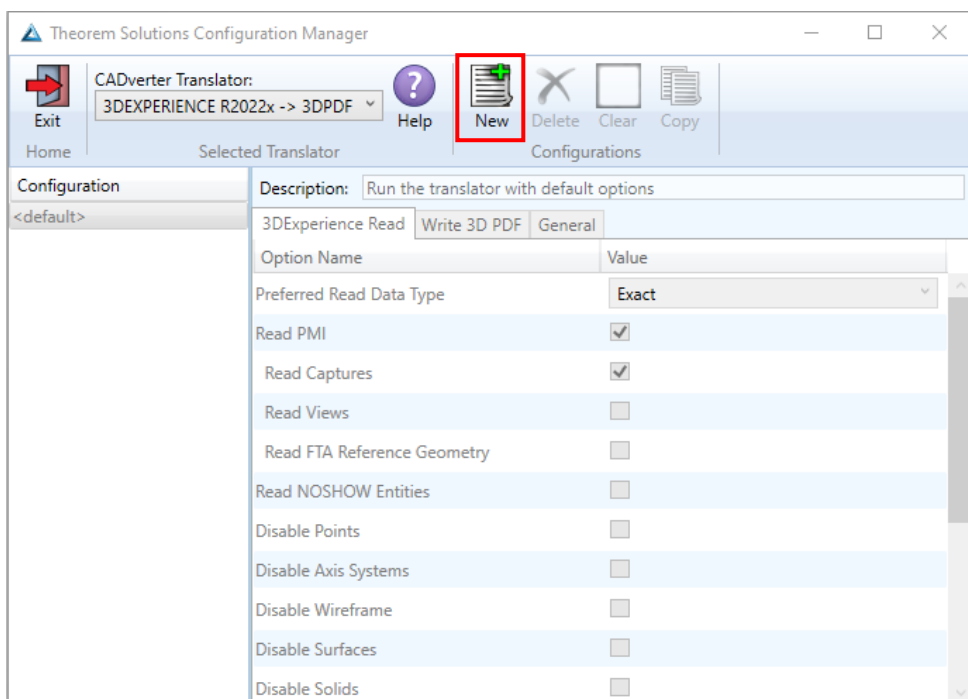 Theorem Solutions Configuration Manager
CADverter Translator:
3DEXPERIENCE R2022x -> 3DPDF
Exit
Help
New
Delete
Clear
Copy
Home
Selected Translator
Configurations
Configuration
<default>
Description: Run the translator with default options
3DExperience Read Write 3D PDF General
Option Name Value
Preferred Read Data Type Exact
Read PMI
Read Captures
Read Views
Read FTA Reference Geometry
Read NOSHOW Entities
Disable Points
Disable Axis Systems
Disable Wireframe
Disable Surfaces
Disable Solids